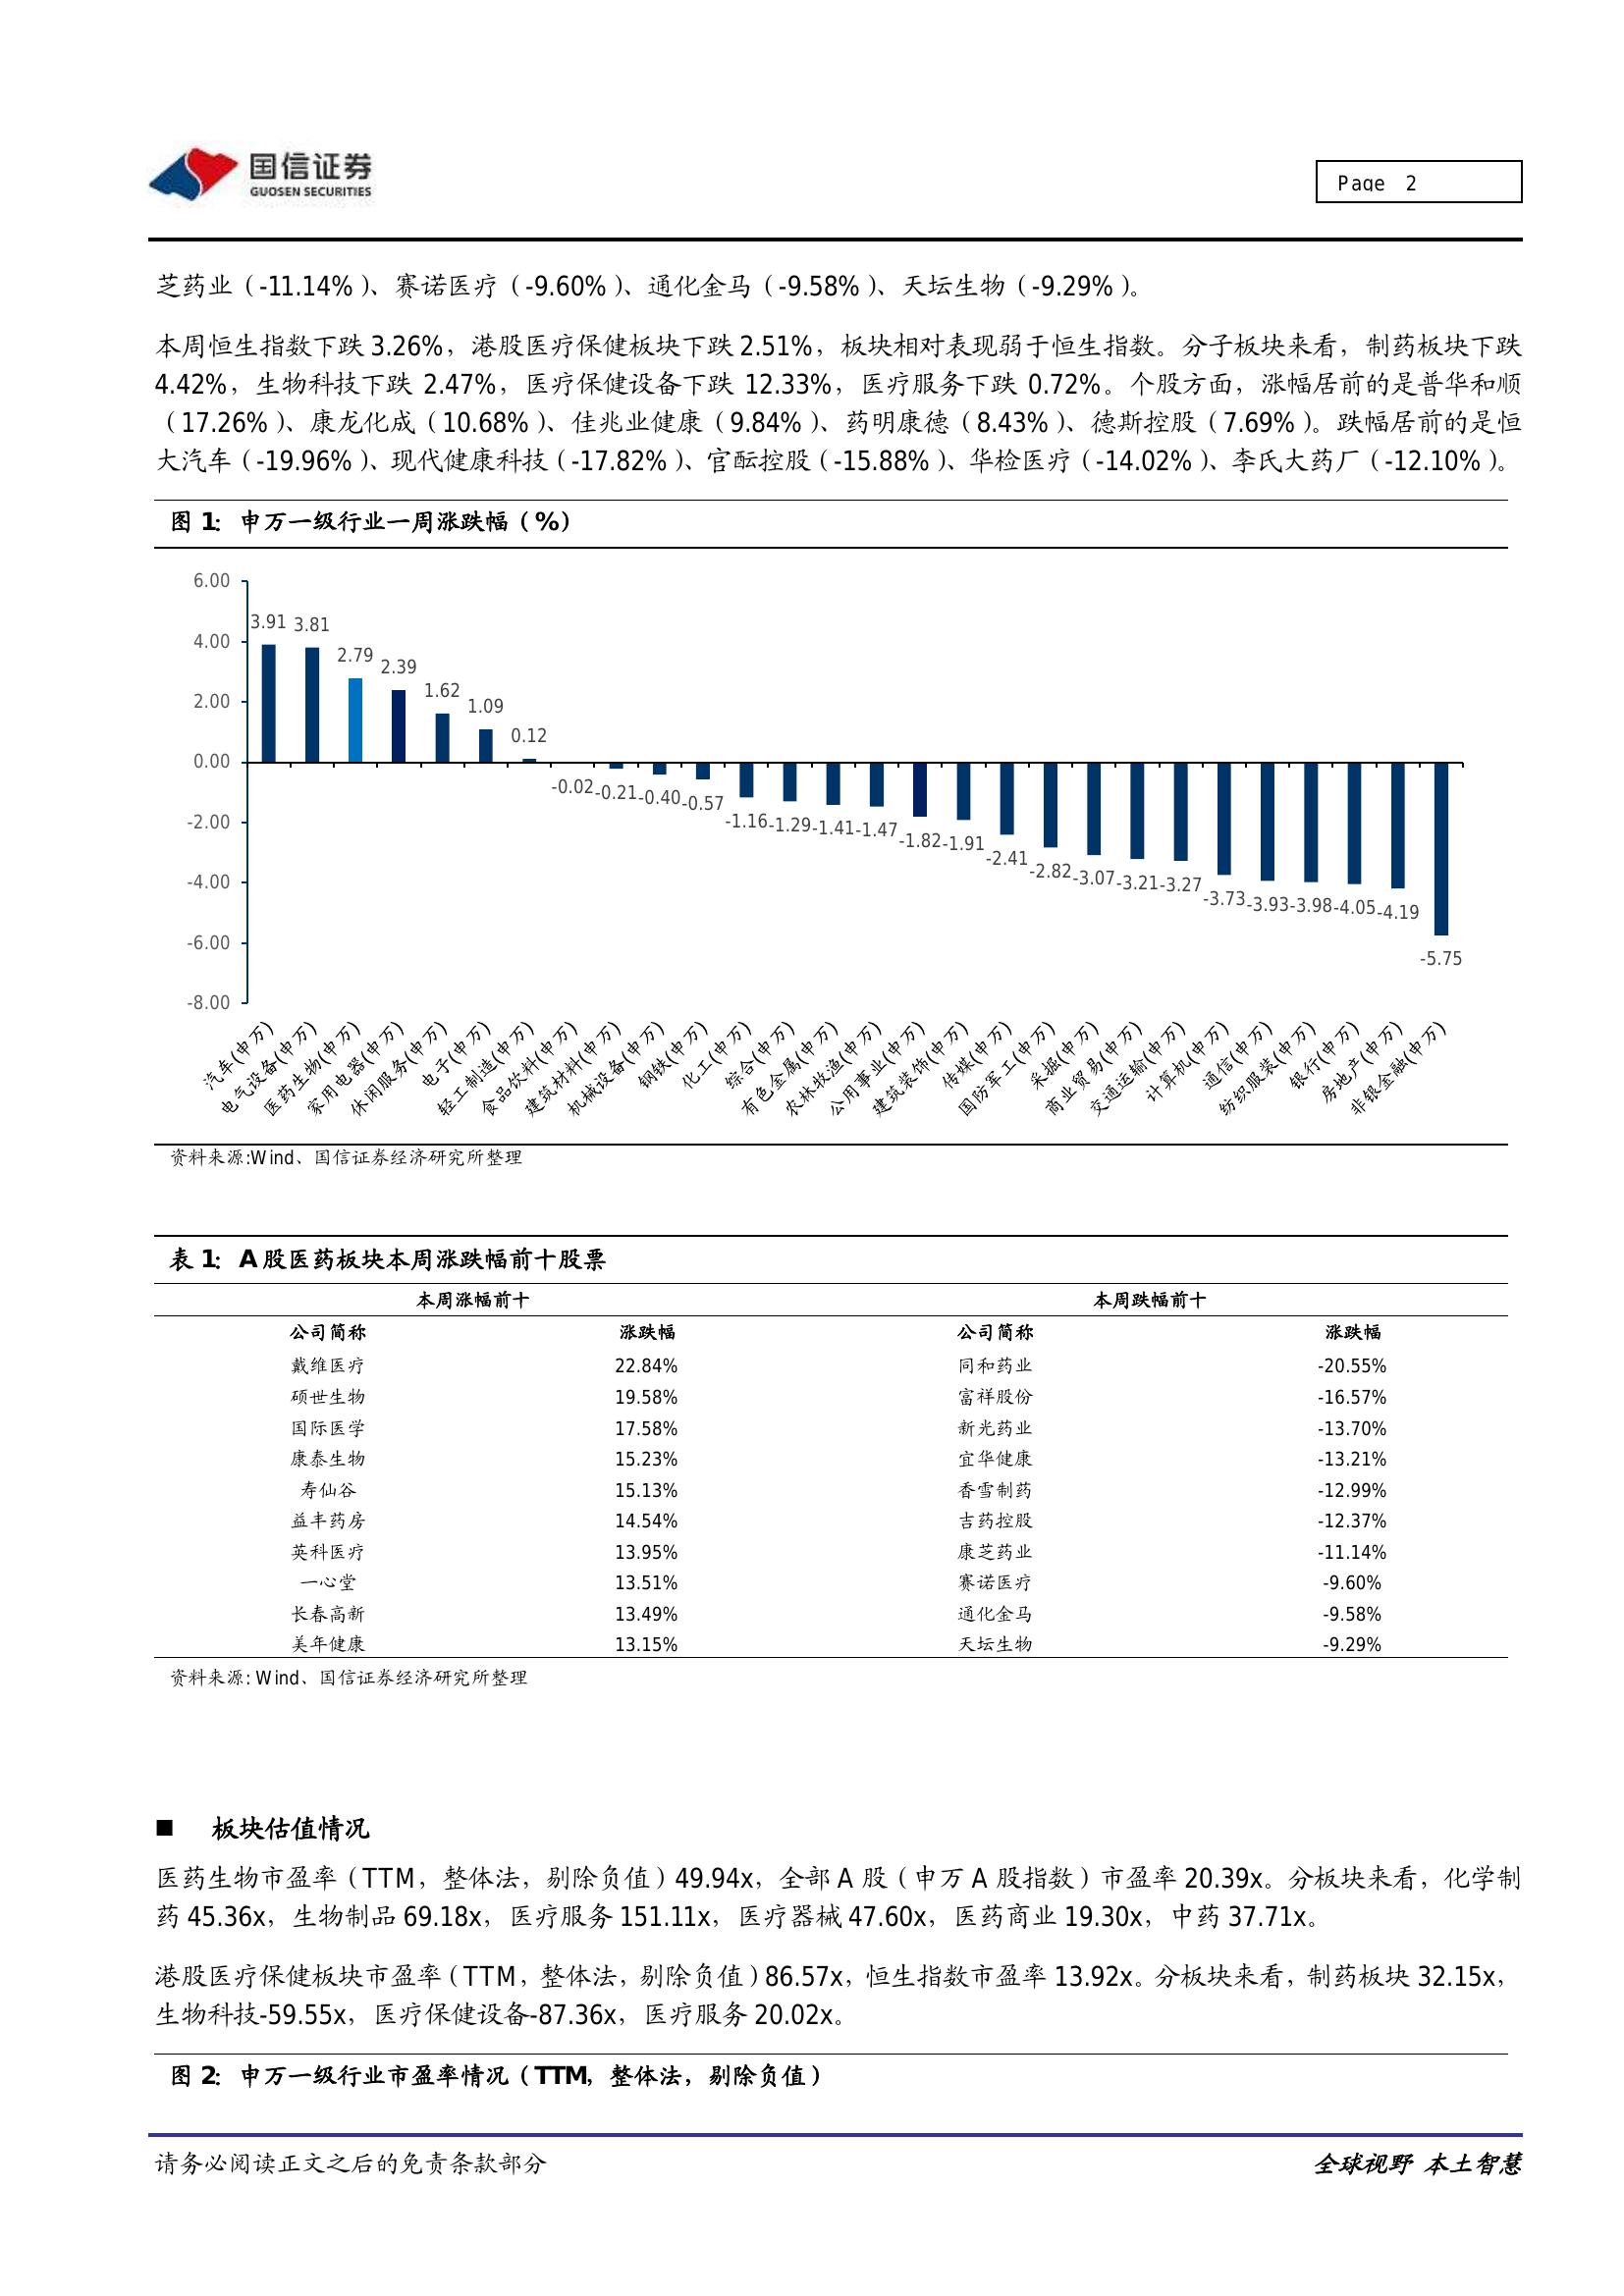 国信证券
GUOSEN SECURITIES
Page 2
芝药业（-11.14%）、赛诺医疗（-9.60%）、通化金马（-9.58%）、天坛生物（-9.29%）。
本周恒生指数下跌 3.26%，港股医疗保健板块下跌 2.51%，板块相对表现弱于恒生指数。分子板块来看，制药板块下跌
4.42%，生物科技下跌 2.47%，医疗保健设备下跌 12.33%，医疗服务下跌 0.72%。个股方面，涨幅居前的是普华和顺
（17.26%）、康龙化成（10.68%）、佳兆业健康（9.84%）、药明康德（8.43%）、德斯控股（7.69%）。跌幅居前的是恒
大汽车（-19.96%）、现代健康科技（-17.82%）、官酝控股（-15.88%）、华检医疗（-14.02%）、李氏大药厂（-12.10%）。
图 1：申万一级行业一周涨跌幅（%）
6.00
4.00
2.00
0.00
-2.00
-4.00
-6.00
-8.00
3.91 3.81 2.79 2.39 1.62 1.09 0.12 -0.02 -0.21 -0.40 -0.57 -1.16 -1.29 -1.41 -1.47 -1.82 -1.91 -2.41 -2.82 -3.07 -3.21 -3.27 -3.73 -3.93 -3.98 -4.05 -4.19 -5.75
汽车(申万)
电气设备(申万)
医药生物(申万)
家用电器(申万)
休闲服务(申万)
电子(申万)
轻工制造(申万)
食品饮料(申万)
建筑材料(申万)
机械设备(申万)
钢铁(申万)
化工(申万)
综合(申万)
有色金属(申万)
农林牧渔(申万)
公用事业(申万)
建筑装饰(申万)
传媒(申万)
国防军工(申万)
采掘(申万)
商业贸易(申万)
交通运输(申万)
计算机(申万)
通信(申万)
纺织服装(申万)
银行(申万)
房地产(申万)
非银金融(申万)
资料来源:Wind、国信证券经济研究所整理
表 1：A 股医药板块本周涨跌幅前十股票
本周涨幅前十 本周跌幅前十
公司简称 涨跌幅 公司简称 涨跌幅
戴维医疗 22.84% 同和药业 -20.55%
硕世生物 19.58% 富祥股份 -16.57%
国际医学 17.58% 新光药业 -13.70%
康泰生物 15.23% 宜华健康 -13.21%
寿仙谷 15.13% 香雪制药 -12.99%
益丰药房 14.54% 吉药控股 -12.37%
英科医疗 13.95% 康芝药业 -11.14%
一心堂 13.51% 赛诺医疗 -9.60%
长春高新 13.49% 通化金马 -9.58%
美年健康 13.15% 天坛生物 -9.29%
资料来源: Wind、国信证券经济研究所整理
■ 板块估值情况
医药生物市盈率（TTM，整体法，剔除负值）49.94x，全部 A 股（申万 A 股指数）市盈率 20.39x。分板块来看，化学制
药 45.36x，生物制品 69.18x，医疗服务 151.11x，医疗器械 47.60x，医药商业 19.30x，中药 37.71x。
港股医疗保健板块市盈率（TTM，整体法，剔除负值）86.57x，恒生指数市盈率 13.92x。分板块来看，制药板块 32.15x，
生物科技-59.55x，医疗保健设备-87.36x，医疗服务 20.02x。
图 2：申万一级行业市盈率情况（TTM，整体法，剔除负值）
请务必阅读正文之后的免责条款部分
全球视野 本土智慧